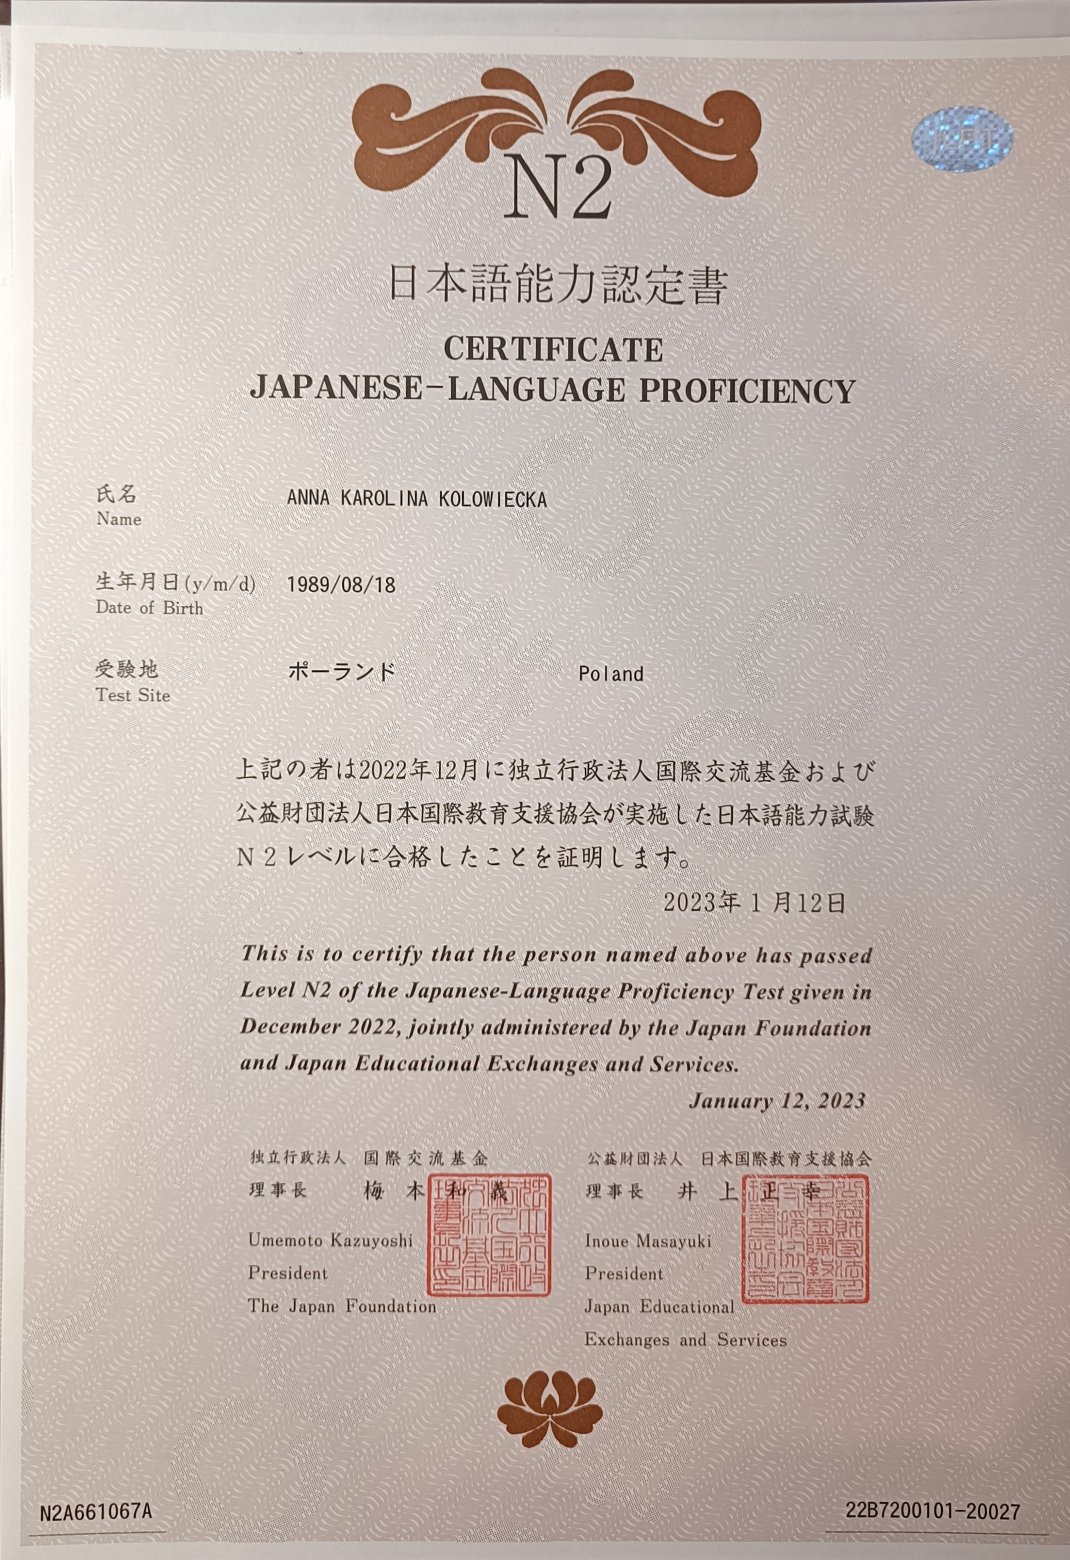 N2
日本語能力認定書
CERTIFICATE
JAPANESE-LANGUAGE PROFICIENCY
氏名 ANNA KAROLINA KOLOWIECKA
Name
生年月日(y/m/d) 1989/08/18
Date of Birth
受験地 ポーランド Poland
Test Site
上記の者は2022年12月に独立行政法人国際交流基金および
公益財団法人日本国際教育支援協会が実施した日本語能力試験
N2レベルに合格したことを証明します。
2023年1月12日
This is to certify that the person named above has passed
Level N2 of the Japanese-Language Proficiency Test given in
December 2022, jointly administered by the Japan Foundation
and Japan Educational Exchanges and Services.
January 12, 2023
独立行政法人 国際交流基金
理事長 梅本和義
Umemoto Kazuyoshi
President
The Japan Foundation
公益財団法人 日本国際教育支援協会
理事長 井上正幸
Inoue Masayuki
President
Japan Educational
Exchanges and Services
N2A661067A
22B7200101-20027